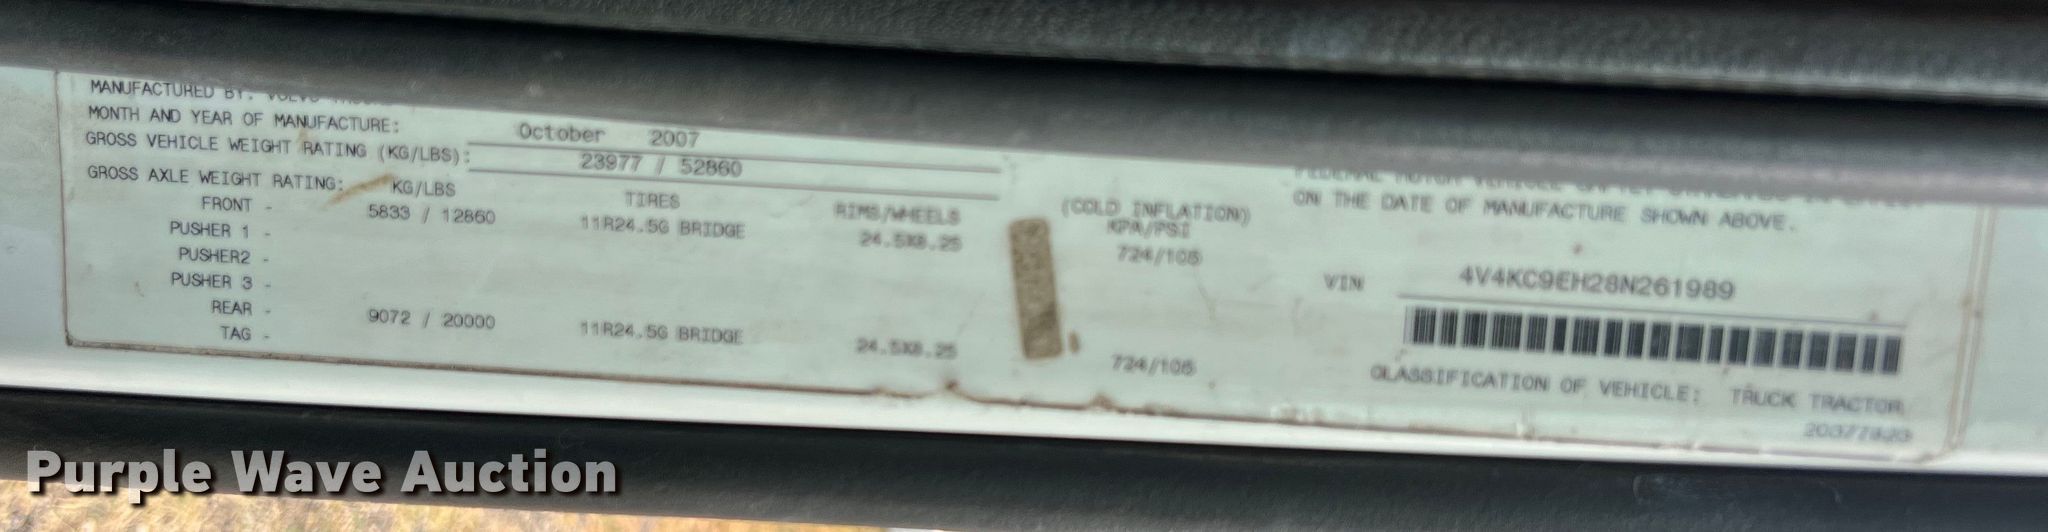 MANUFACTURED BY: VOLVO
MONTH AND YEAR OF MANUFACTURE: October 2007
GROSS VEHICLE WEIGHT RATING (KG/LBS): 23977 / 52860
GROSS AXLE WEIGHT RATING: KG/LBS TIRES RIMS/WHEELS (COLD INFLATION) KPA/PSI
FRONT - 5833 / 12860 11R24.5G BRIDGE 24.5X8.25 724/105
PUSHER 1 -
PUSHER2 -
PUSHER 3 -
REAR - 9072 / 20000 11R24.5G BRIDGE 24.5X8.25 724/105
TAG -
ON THE DATE OF MANUFACTURE SHOWN ABOVE.
VIN 4V4KC9EH28N261989
CLASSIFICATION OF VEHICLE: TRUCK TRACTOR
Purple Wave Auction